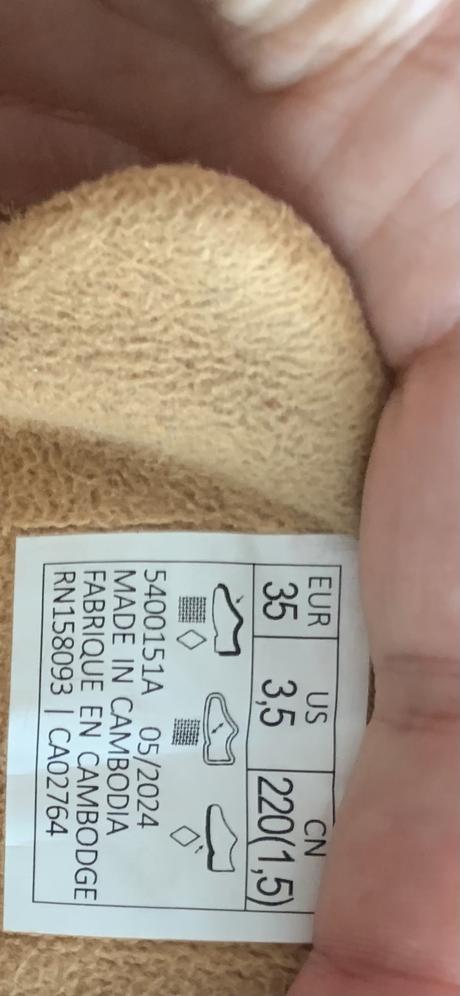 EUR US CN
35 3,5 220(1,5)
5400151A 05/2024
MADE IN CAMBODIA
FABRIQUE EN CAMBODGE
RN158093 | CA02764